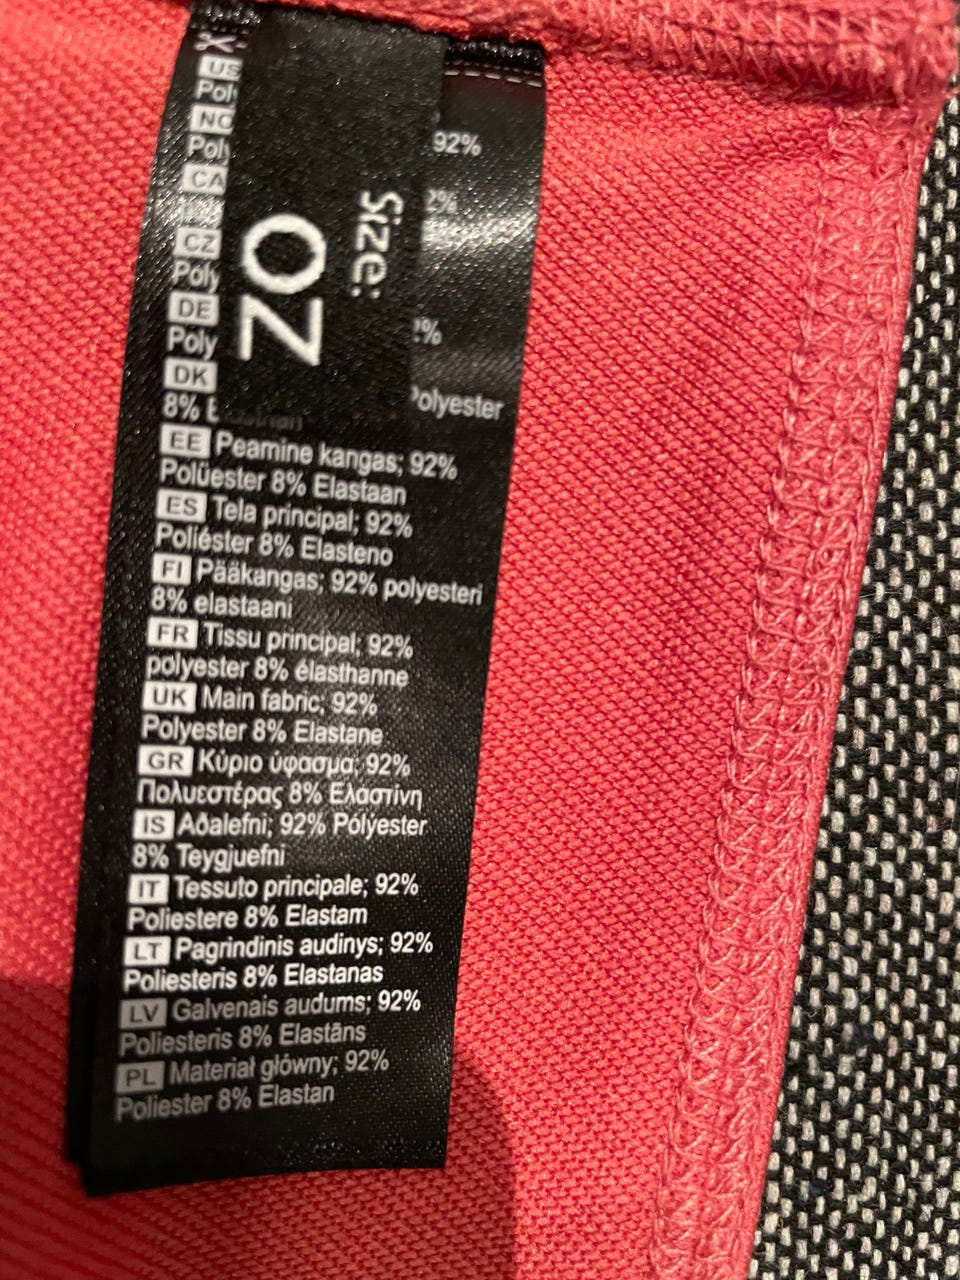 US
Pol
NO
Poly 92%
CA
2%
CZ
Poly
DE
Poly %
DK
8% E Polyester
Size:
OZ
EE Peamine kangas; 92%
Polüester 8% Elastaan
ES Tela principal; 92%
Poliéster 8% Elasteno
FI Pääkangas; 92% polyesteri
8% elastaani
FR Tissu principal; 92%
polyester 8% élasthanne
UK Main fabric; 92%
Polyester 8% Elastane
GR Κύριο ύφασμα; 92%
Πολυεστέρας 8% Ελαστίνη
IS Aðalefni; 92% Pólýester
8% Teygjuefni
IT Tessuto principale; 92%
Poliestere 8% Elastam
LT Pagrindinis audinys; 92%
Poliesteris 8% Elastanas
LV Galvenais audums; 92%
Poliesteris 8% Elastāns
PL Materiał główny; 92%
Poliester 8% Elastan